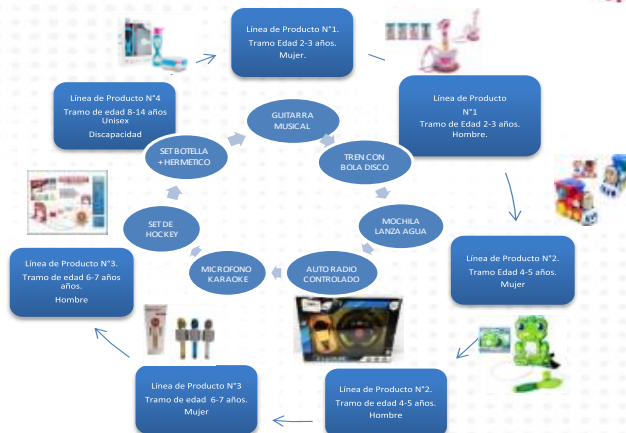 Línea de Producto N°1.
Tramo Edad 2-3 años.
Mujer.
Línea de Producto
N°1
Tramo de Edad 2-3 años.
Hombre.
Línea de Producto N°2.
Tramo Edad 4-5 años.
Mujer
Línea de Producto N°2.
Tramo de edad 4-5 años.
Hombre
Línea de Producto N°3
Tramo de edad 6-7 años.
Mujer
Línea de Producto N°3.
Tramo de edad 6-7 años
años.
Hombre
Línea de Producto N°4
Tramo de edad 8-14 años
Unisex
Discapacidad
GUITARRA
MUSICAL
TREN CON
BOLA DISCO
MOCHILA
LANZA AGUA
AUTO RADIO
CONTROLADO
MICROFONO
KARAOKE
SET DE
HOCKEY
SET BOTELLA
+ HERMETICO